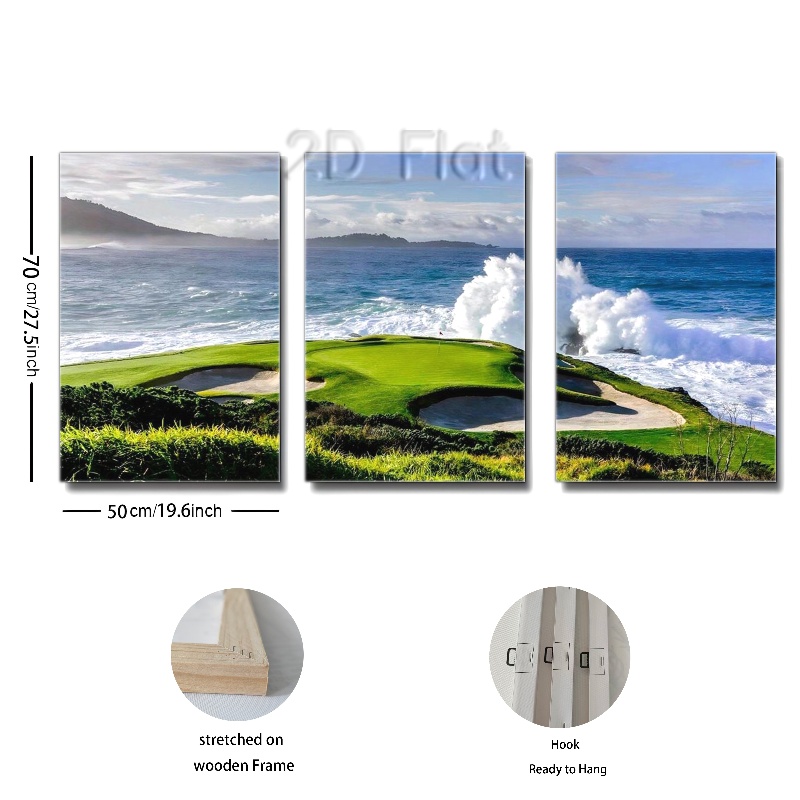 2D Flat
70 cm/27.5inch
50cm/19.6inch
stretched on
wooden Frame
Hook
Ready to Hang